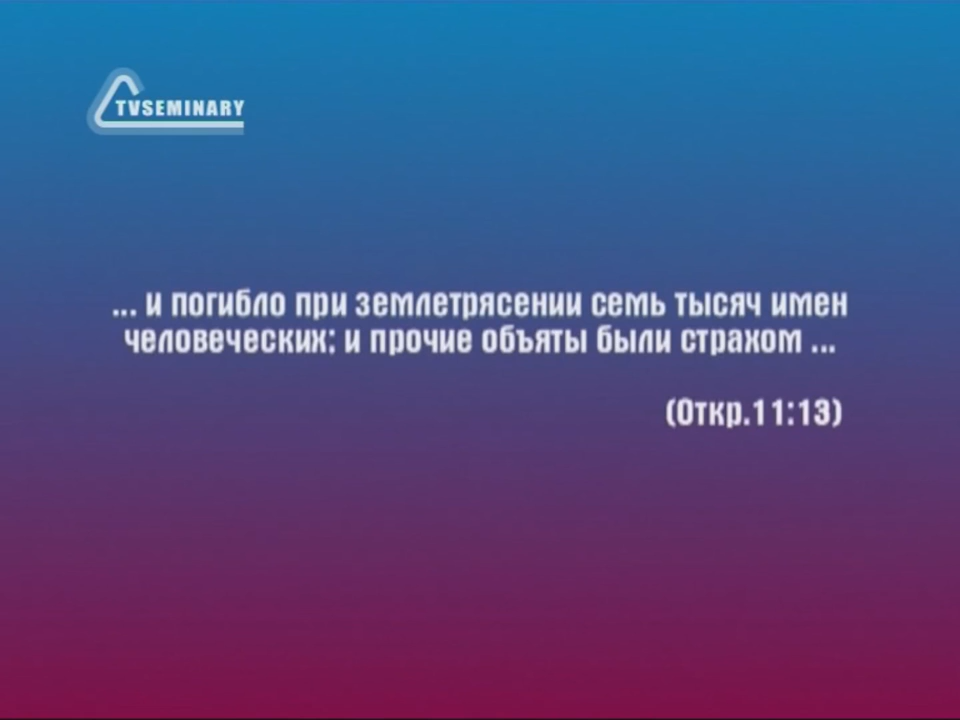 TVSEMINARY
... и погибло при землетрясении семь тысяч имен
человеческих; и прочие объяты были страхом ...
(Откр.11:13)